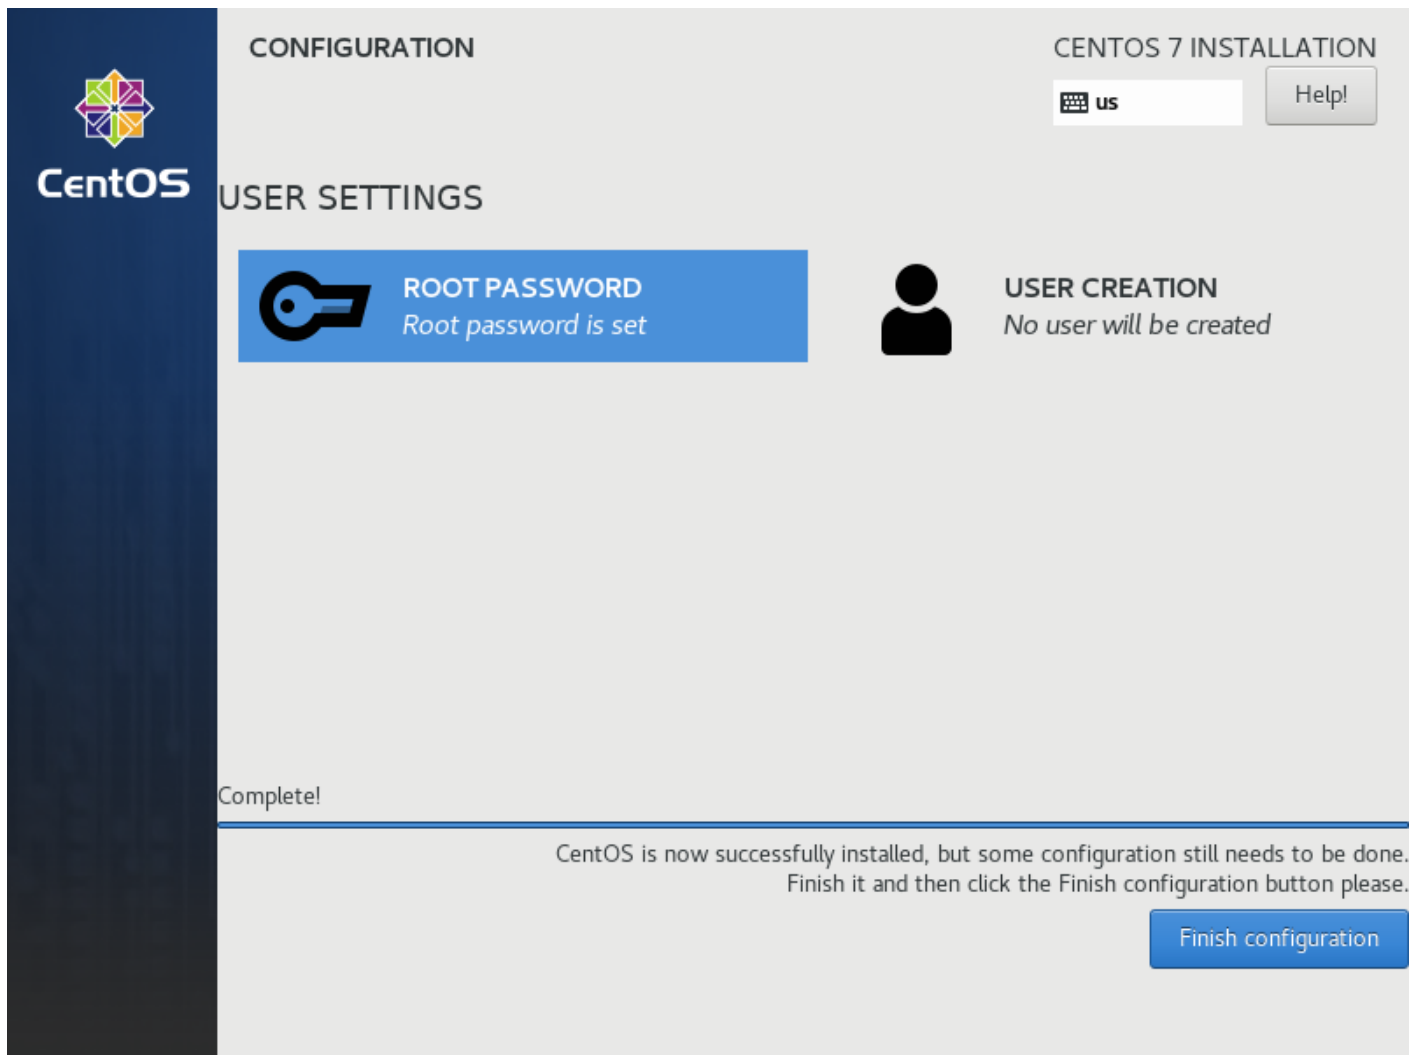 CentOS
CONFIGURATION
CENTOS 7 INSTALLATION
us
Help!
USER SETTINGS
ROOT PASSWORD
Root password is set
USER CREATION
No user will be created
Complete!
CentOS is now successfully installed, but some configuration still needs to be done.
Finish it and then click the Finish configuration button please.
Finish configuration